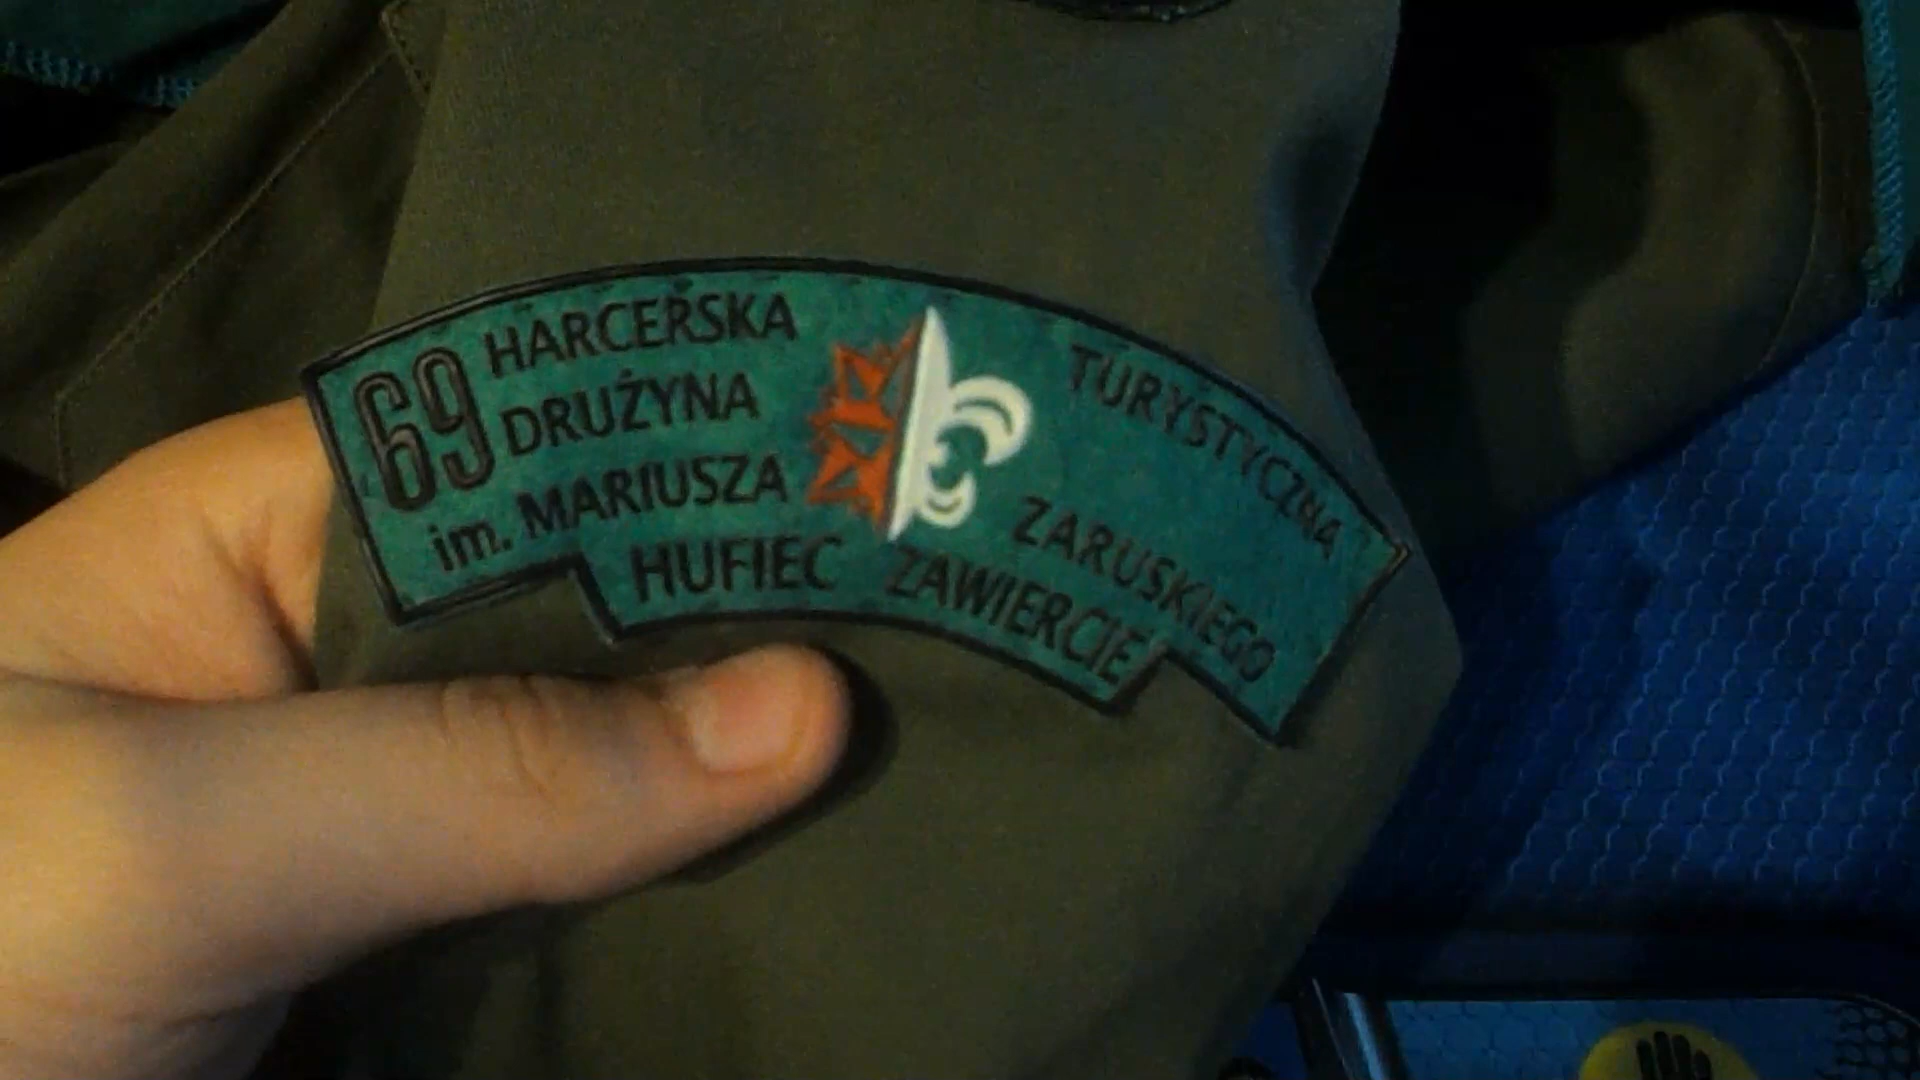 69 HARCERSKA DRUŻYNA TURYSTYCZNA
im. MARIUSZA ZARUSKIEGO
HUFIEC ZAWIERCIE